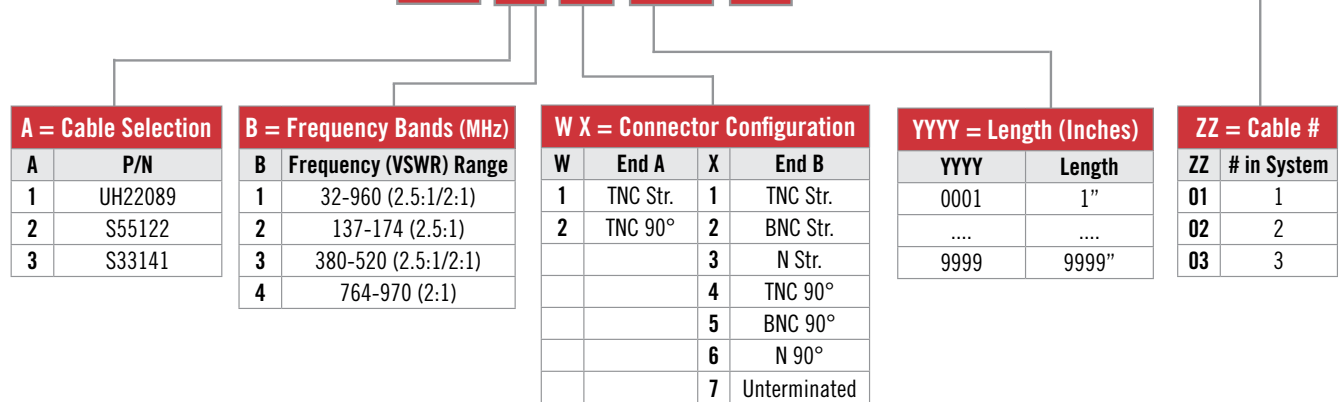 A = Cable Selection
A P/N
1 UH22089
2 S55122
3 S33141
B = Frequency Bands (MHz)
B Frequency (VSWR) Range
1 32-960 (2.5:1/2:1)
2 137-174 (2.5:1)
3 380-520 (2.5:1/2:1)
4 764-970 (2:1)
W X = Connector Configuration
W End A X End B
1 TNC Str. 1 TNC Str.
2 TNC 90° 2 BNC Str.
3 N Str.
4 TNC 90°
5 BNC 90°
6 N 90°
7 Unterminated
YYYY = Length (Inches)
YYYY Length
0001 1”
.... ....
9999 9999”
ZZ = Cable #
ZZ # in System
01 1
02 2
03 3